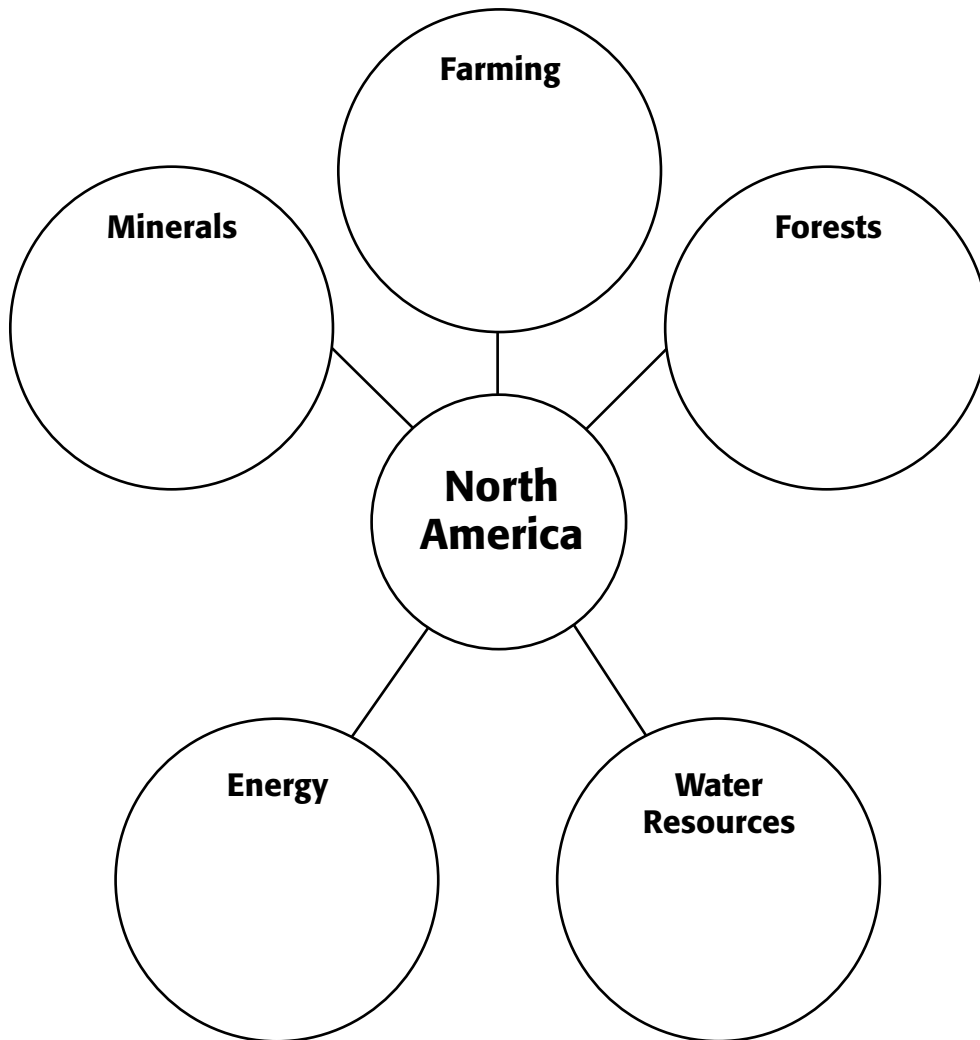 Farming
Minerals
Forests
North
America
Energy
Water
Resources